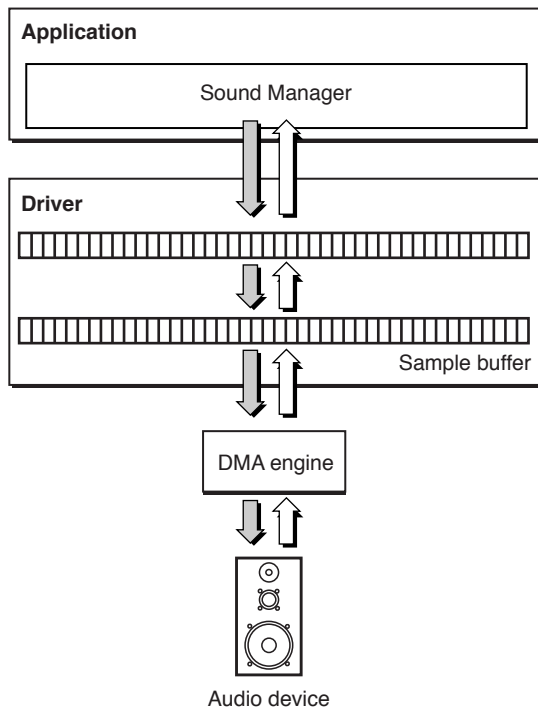 Application
Sound Manager
Driver
Sample buffer
DMA engine
Audio device